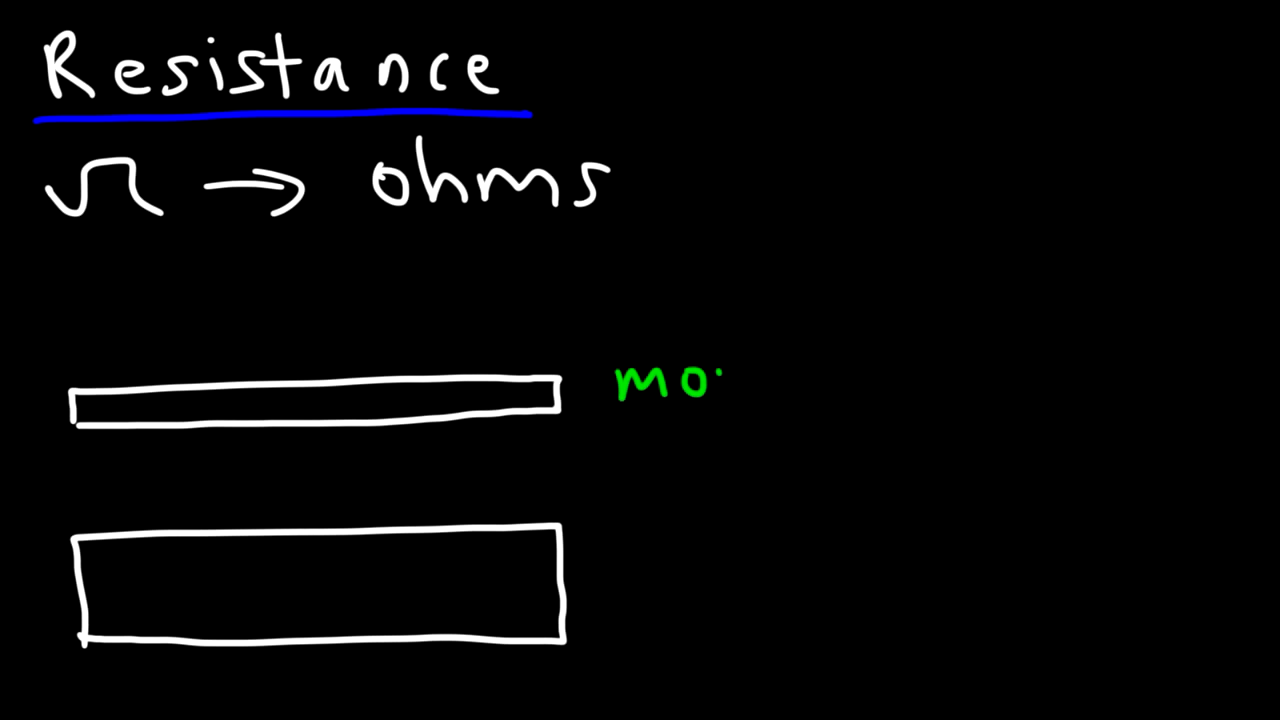 Resistance
Ω → ohms
mo